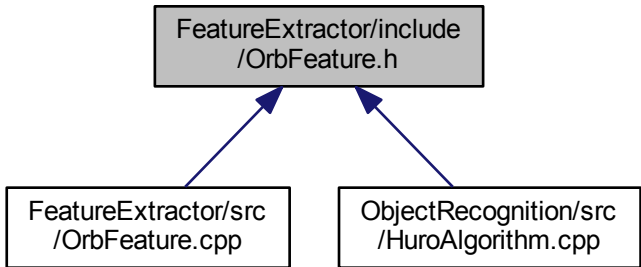 FeatureExtractor/include
/OrbFeature.h
FeatureExtractor/src
/OrbFeature.cpp
ObjectRecognition/src
/HuroAlgorithm.cpp